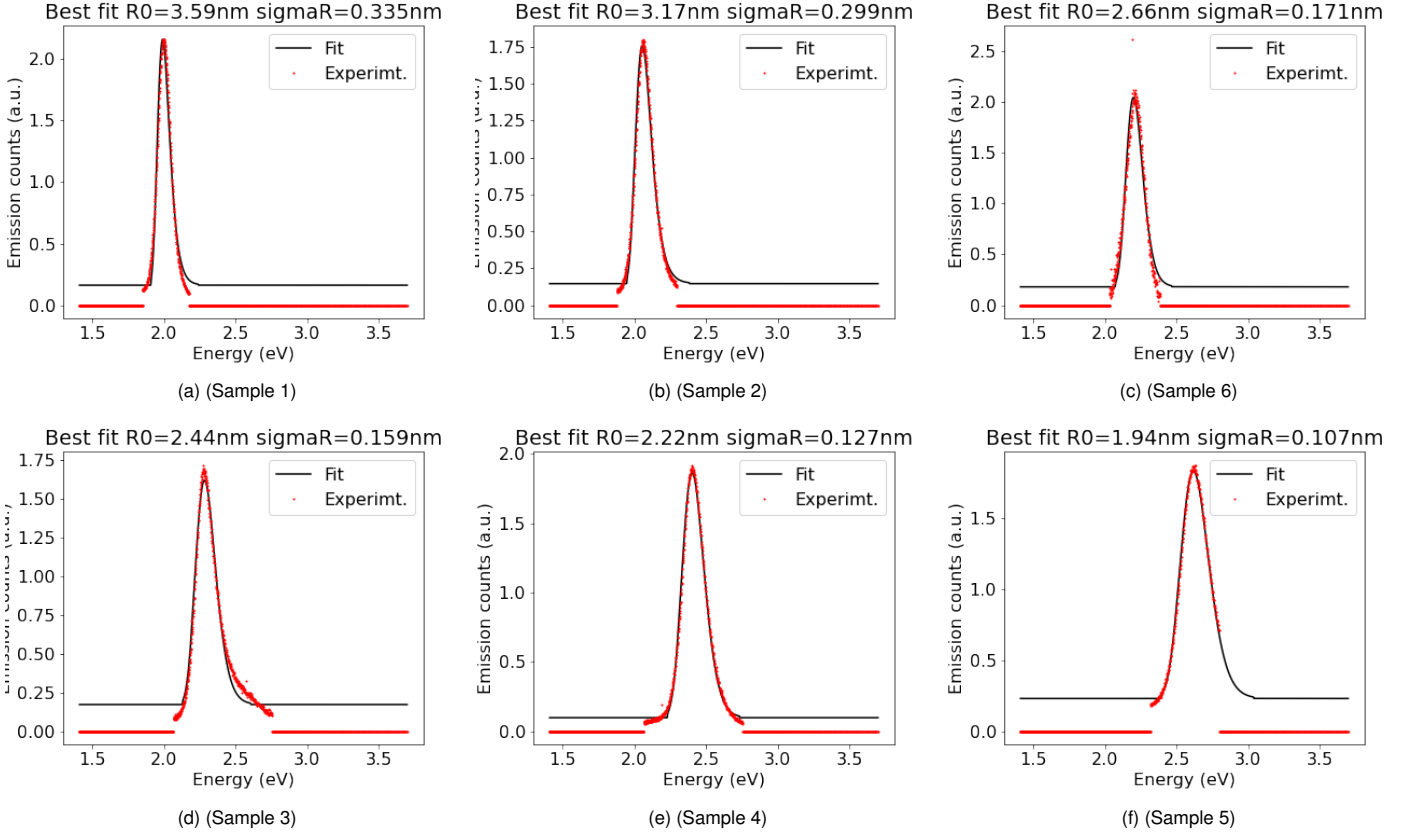 Best fit R0=3.59nm sigmaR=0.335nm
Fit
Experimt.
Emission counts (a.u.)
2.0
1.5
1.0
0.5
0.0
1.5 2.0 2.5 3.0 3.5
Energy (eV)
(a) (Sample 1)
Best fit R0=3.17nm sigmaR=0.299nm
Fit
Experimt.
Emission counts (a.u.)
1.75
1.50
1.25
1.00
0.75
0.50
0.25
0.00
1.5 2.0 2.5 3.0 3.5
Energy (eV)
(b) (Sample 2)
Best fit R0=2.66nm sigmaR=0.171nm
Fit
Experimt.
Emission counts (a.u.)
2.5
2.0
1.5
1.0
0.5
0.0
1.5 2.0 2.5 3.0 3.5
Energy (eV)
(c) (Sample 6)
Best fit R0=2.44nm sigmaR=0.159nm
Fit
Experimt.
Emission counts (a.u.)
1.75
1.50
1.25
1.00
0.75
0.50
0.25
0.00
1.5 2.0 2.5 3.0 3.5
Energy (eV)
(d) (Sample 3)
Best fit R0=2.22nm sigmaR=0.127nm
Fit
Experimt.
Emission counts (a.u.)
2.0
1.5
1.0
0.5
0.0
1.5 2.0 2.5 3.0 3.5
Energy (eV)
(e) (Sample 4)
Best fit R0=1.94nm sigmaR=0.107nm
Fit
Experimt.
Emission counts (a.u.)
1.5
1.0
0.5
0.0
1.5 2.0 2.5 3.0 3.5
Energy (eV)
(f) (Sample 5)